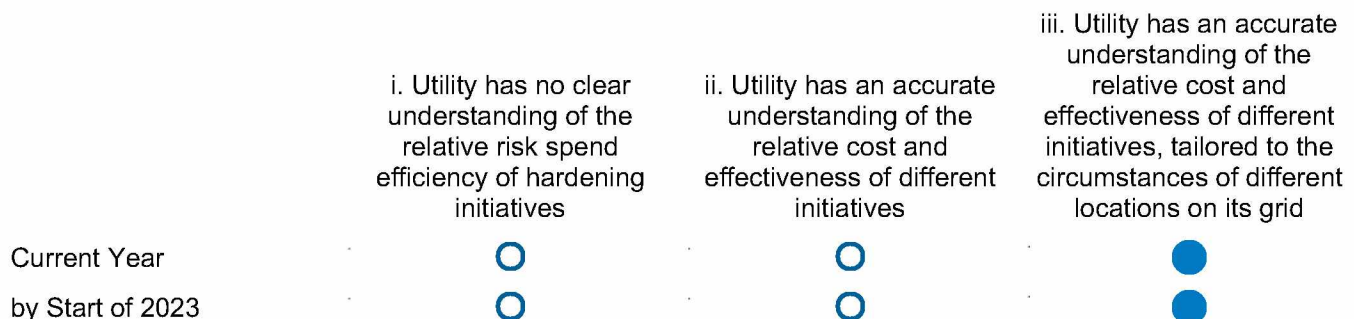 i. Utility has no clear
understanding of the
relative risk spend
efficiency of hardening
initiatives
ii. Utility has an accurate
understanding of the
relative cost and
effectiveness of different
initiatives
iii. Utility has an accurate
understanding of the
relative cost and
effectiveness of different
initiatives, tailored to the
circumstances of different
locations on its grid
Current Year
by Start of 2023